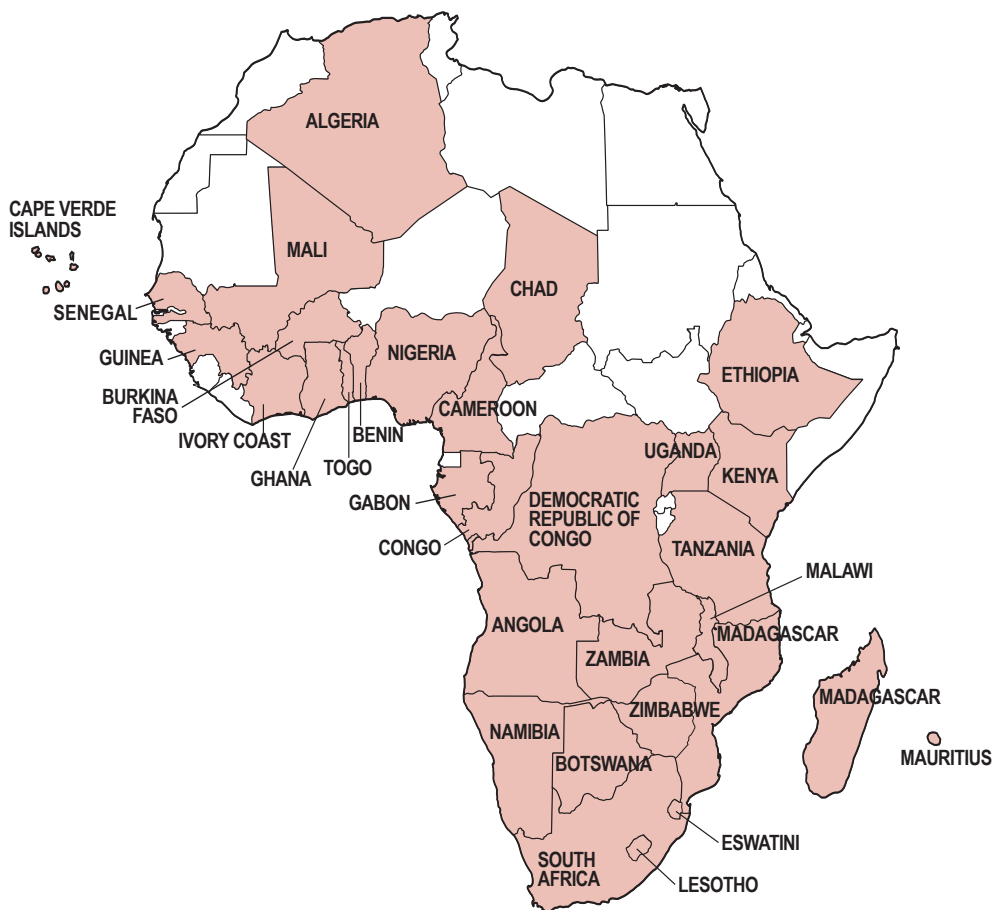 ALGERIA
CAPE VERDE
ISLANDS
MALI
CHAD
SENEGAL
NIGERIA
GUINEA
ETHIOPIA
BURKINA
FASO
CAMEROON
IVORY COAST
BENIN
UGANDA
TOGO
GHANA
KENYA
GABON
DEMOCRATIC
REPUBLIC OF
CONGO
CONGO
TANZANIA
MALAWI
ANGOLA
MADAGASCAR
ZAMBIA
MADAGASCAR
ZIMBABWE
NAMIBIA
MAURITIUS
BOTSWANA
ESWATINI
SOUTH
AFRICA
LESOTHO